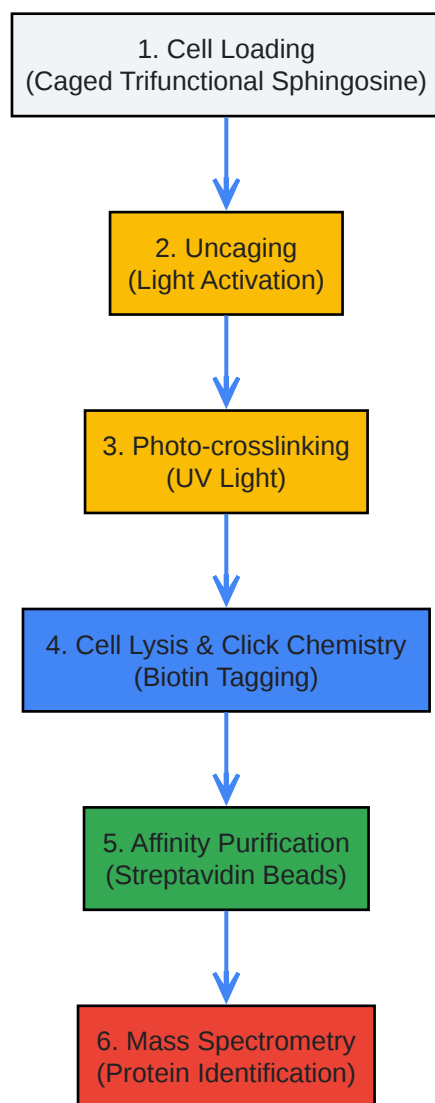 1. Cell Loading
(Caged Trifunctional Sphingosine)
2. Uncaging
(Light Activation)
3. Photo-crosslinking
(UV Light)
4. Cell Lysis & Click Chemistry
(Biotin Tagging)
5. Affinity Purification
(Streptavidin Beads)
6. Mass Spectrometry
(Protein Identification)